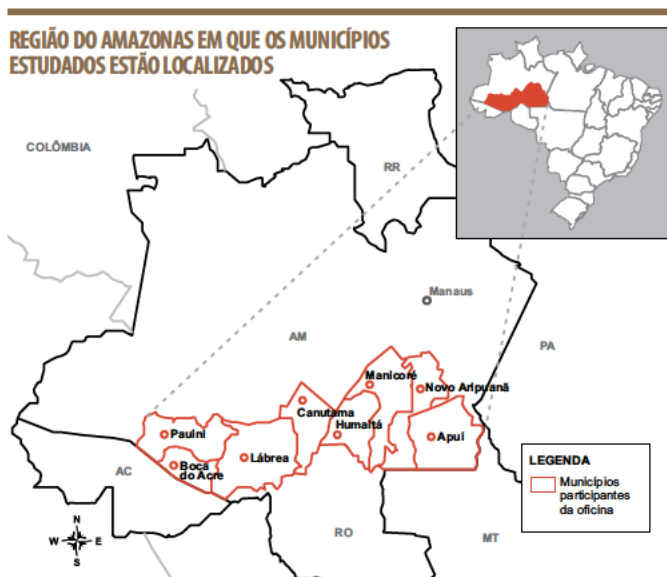 REGIÃO DO AMAZONAS EM QUE OS MUNICÍPIOS
ESTUDADOS ESTÃO LOCALIZADOS
COLÔMBIA
RR
Manaus
AM
PA
Manicoré
Novo Aripuanã
Canutama
Humaitá
Pauini
Apuí
Lábrea
Boca
do Acre
AC
LEGENDA
Municípios
participantes
da oficina
N
W
E
S
RO
MT